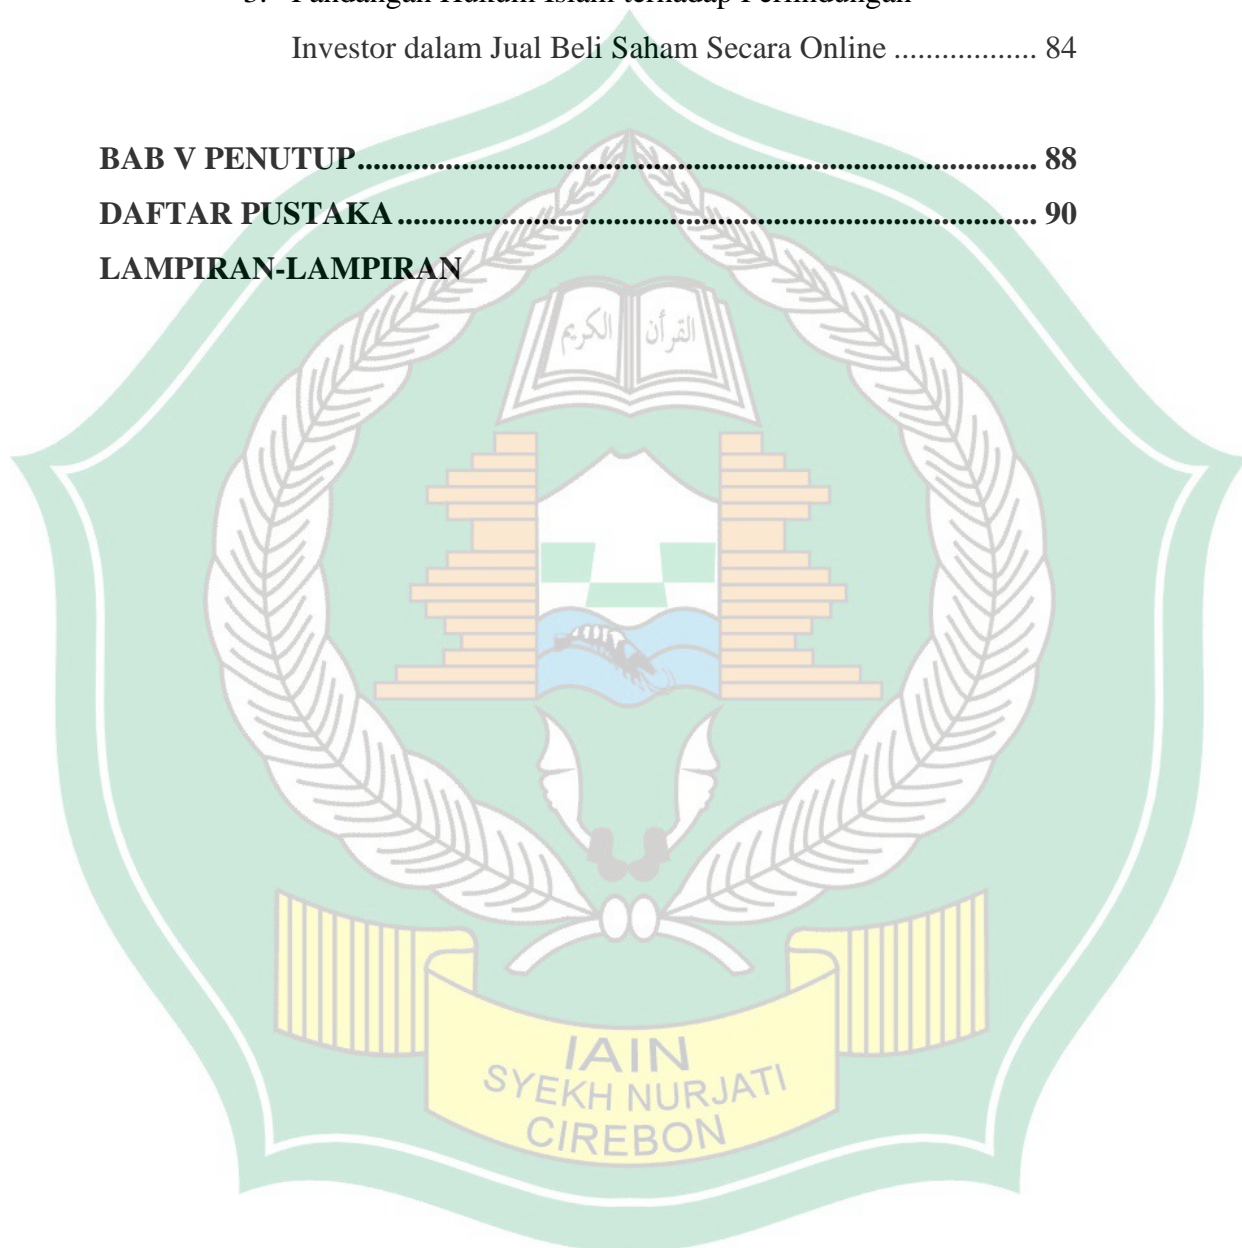 Investor dalam Jual Beli Saham Secara Online .................. 84
BAB V PENUTUP..................................................................................... 88
DAFTAR PUSTAKA ................................................................................ 90
LAMPIRAN-LAMPIRAN
القرأن الكريم
IAIN
SYEKH NURJATI
CIREBON